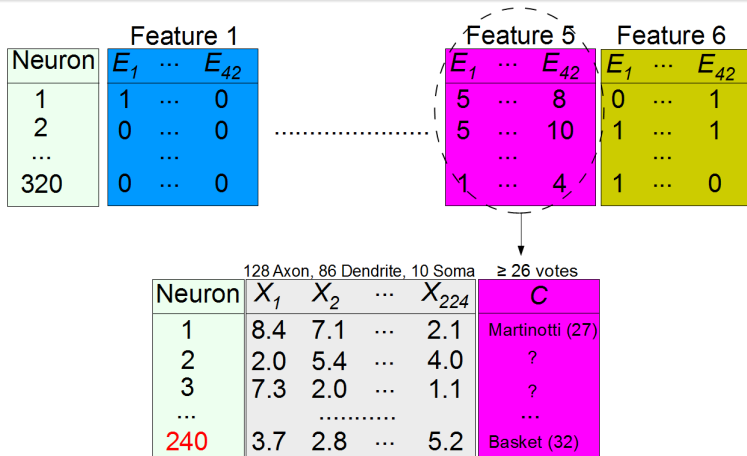 Feature 1 Feature 5 Feature 6
Neuron E1 ... E42 E1 ... E42 E1 ... E42
1 1 ... 0 5 ... 8 0 ... 1
2 0 ... 0 ...................... 5 ... 10 1 ... 1
... ... ... ...
320 0 ... 0 1 ... 4 1 ... 0
128 Axon, 86 Dendrite, 10 Soma ≥ 26 votes
Neuron X1 X2 ... X224 C
1 8.4 7.1 ... 2.1 Martinotti (27)
2 2.0 5.4 ... 4.0 ?
3 7.3 2.0 ... 1.1 ?
... ........... ...
240 3.7 2.8 ... 5.2 Basket (32)